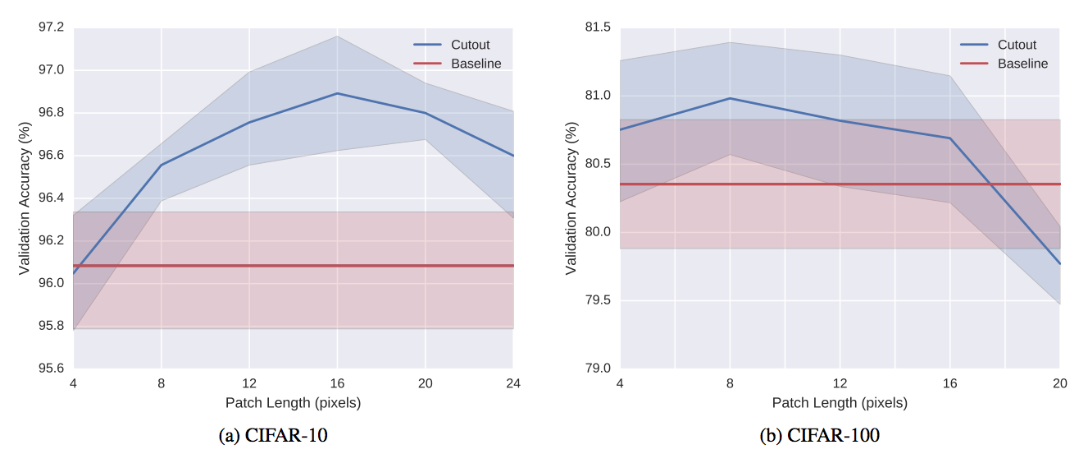 97.2
97.0
96.8
96.6
96.4
96.2
96.0
95.8
95.6
Validation Accuracy (%)
Cutout
Baseline
4 8 12 16 20 24
Patch Length (pixels)
(a) CIFAR-10
81.5
81.0
80.5
80.0
79.5
79.0
Validation Accuracy (%)
Cutout
Baseline
4 8 12 16 20
Patch Length (pixels)
(b) CIFAR-100